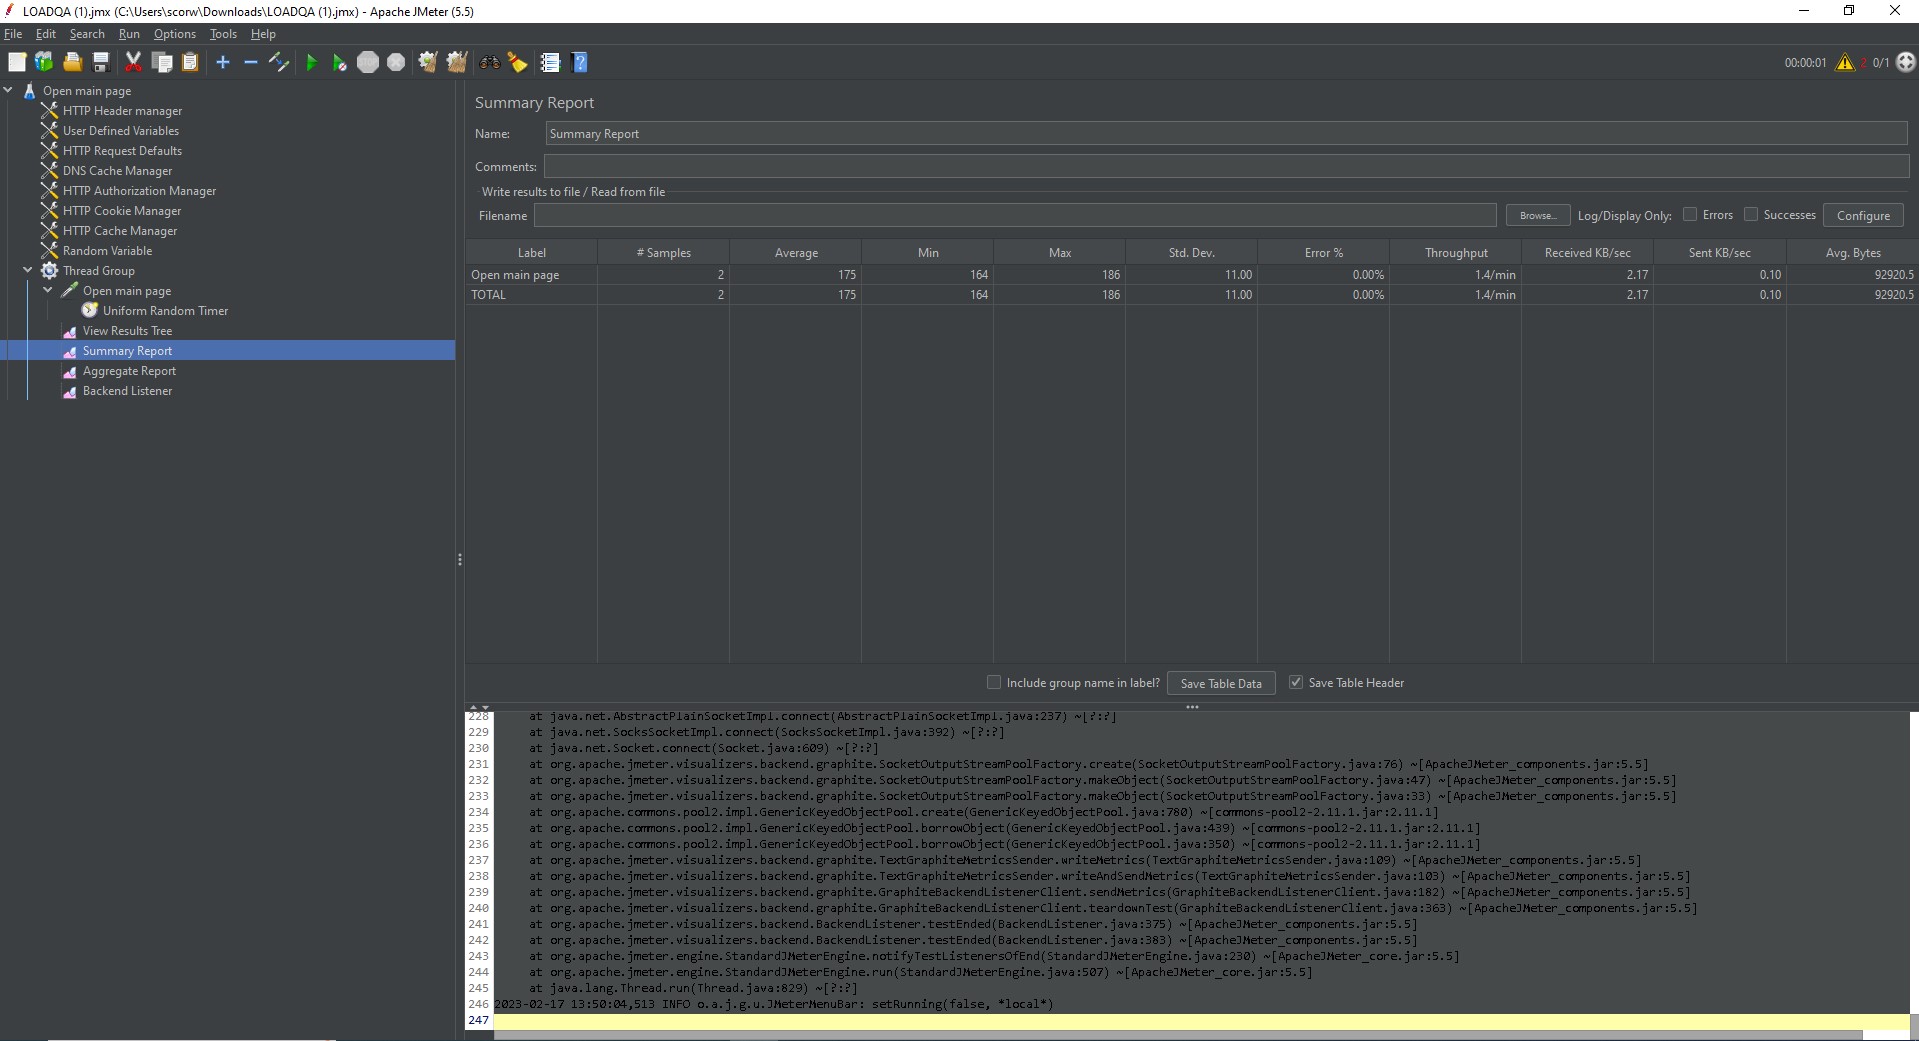 LOADQA (1).jmx (C:\Users\scorw\Downloads\LOADQA (1).jmx) - Apache JMeter (5.5)
File Edit Search Run Options Tools Help
00:00:01 2 0/1
Open main page
HTTP Header manager
User Defined Variables
HTTP Request Defaults
DNS Cache Manager
HTTP Authorization Manager
HTTP Cookie Manager
HTTP Cache Manager
Random Variable
Thread Group
Open main page
Uniform Random Timer
View Results Tree
Summary Report
Aggregate Report
Backend Listener
Summary Report
Name: Summary Report
Comments:
Write results to file / Read from file
Filename Browse... Log/Display Only: Errors Successes Configure
Label # Samples Average Min Max Std. Dev. Error % Throughput Received KB/sec Sent KB/sec Avg. Bytes
Open main page 2 175 164 186 11.00 0.00% 1.4/min 2.17 0.10 92920.5
TOTAL 2 175 164 186 11.00 0.00% 1.4/min 2.17 0.10 92920.5
Include group name in label? Save Table Data Save Table Header
228 at java.net.AbstractPlainSocketImpl.connect(AbstractPlainSocketImpl.java:237) ~[?:?]
229 at java.net.SocksSocketImpl.connect(SocksSocketImpl.java:392) ~[?:?]
230 at java.net.Socket.connect(Socket.java:609) ~[?:?]
231 at org.apache.jmeter.visualizers.backend.graphite.SocketOutputStreamPoolFactory.create(SocketOutputStreamPoolFactory.java:76) ~[ApacheJMeter_components.jar:5.5]
232 at org.apache.jmeter.visualizers.backend.graphite.SocketOutputStreamPoolFactory.makeObject(SocketOutputStreamPoolFactory.java:47) ~[ApacheJMeter_components.jar:5.5]
233 at org.apache.jmeter.visualizers.backend.graphite.SocketOutputStreamPoolFactory.makeObject(SocketOutputStreamPoolFactory.java:33) ~[ApacheJMeter_components.jar:5.5]
234 at org.apache.commons.pool2.impl.GenericKeyedObjectPool.create(GenericKeyedObjectPool.java:780) ~[commons-pool2-2.11.1.jar:2.11.1]
235 at org.apache.commons.pool2.impl.GenericKeyedObjectPool.borrowObject(GenericKeyedObjectPool.java:439) ~[commons-pool2-2.11.1.jar:2.11.1]
236 at org.apache.commons.pool2.impl.GenericKeyedObjectPool.borrowObject(GenericKeyedObjectPool.java:350) ~[commons-pool2-2.11.1.jar:2.11.1]
237 at org.apache.jmeter.visualizers.backend.graphite.TextGraphiteMetricsSender.writeMetrics(TextGraphiteMetricsSender.java:109) ~[ApacheJMeter_components.jar:5.5]
238 at org.apache.jmeter.visualizers.backend.graphite.TextGraphiteMetricsSender.writeAndSendMetrics(TextGraphiteMetricsSender.java:103) ~[ApacheJMeter_components.jar:5.5]
239 at org.apache.jmeter.visualizers.backend.graphite.GraphiteBackendListenerClient.sendMetrics(GraphiteBackendListenerClient.java:182) ~[ApacheJMeter_components.jar:5.5]
240 at org.apache.jmeter.visualizers.backend.graphite.GraphiteBackendListenerClient.teardownTest(GraphiteBackendListenerClient.java:363) ~[ApacheJMeter_components.jar:5.5]
241 at org.apache.jmeter.visualizers.backend.BackendListener.testEnded(BackendListener.java:375) ~[ApacheJMeter_components.jar:5.5]
242 at org.apache.jmeter.visualizers.backend.BackendListener.testEnded(BackendListener.java:383) ~[ApacheJMeter_components.jar:5.5]
243 at org.apache.jmeter.engine.StandardJMeterEngine.notifyTestListenersOfEnd(StandardJMeterEngine.java:230) ~[ApacheJMeter_core.jar:5.5]
244 at org.apache.jmeter.engine.StandardJMeterEngine.run(StandardJMeterEngine.java:507) ~[ApacheJMeter_core.jar:5.5]
245 at java.lang.Thread.run(Thread.java:829) ~[?:?]
246 2023-02-17 13:50:04,513 INFO o.a.j.g.u.JMeterMenuBar: setRunning(false, *local*)
247